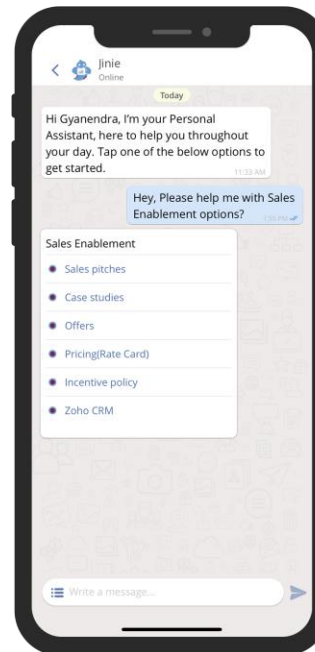 Jinie
Online
Today
Hi Gyanendra, I'm your Personal
Assistant, here to help you throughout
your day. Tap one of the below options to
get started.
11:33 AM
Hey, Please help me with Sales
Enablement options?
Sales Enablement
Sales pitches
Case studies
Offers
Pricing(Rate Card)
Incentive policy
Zoho CRM
Write a message...